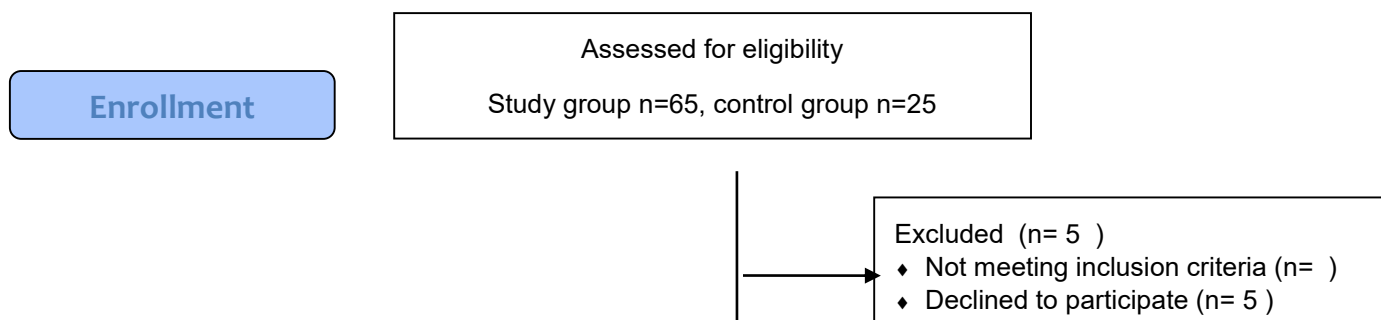 Enrollment
Assessed for eligibility
Study group n=65, control group n=25
Excluded (n= 5 )
♦ Not meeting inclusion criteria (n= )
♦ Declined to participate (n= 5 )